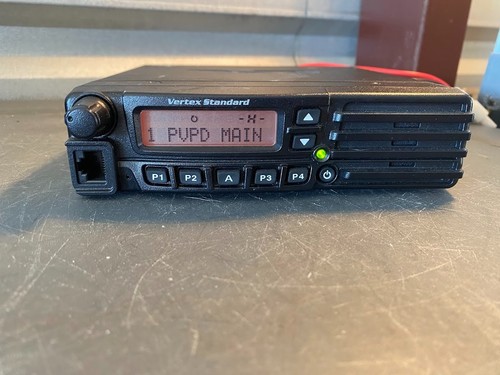 Vertex Standard
-H-
1 PVPD MAIN
P1 P2 A P3 P4